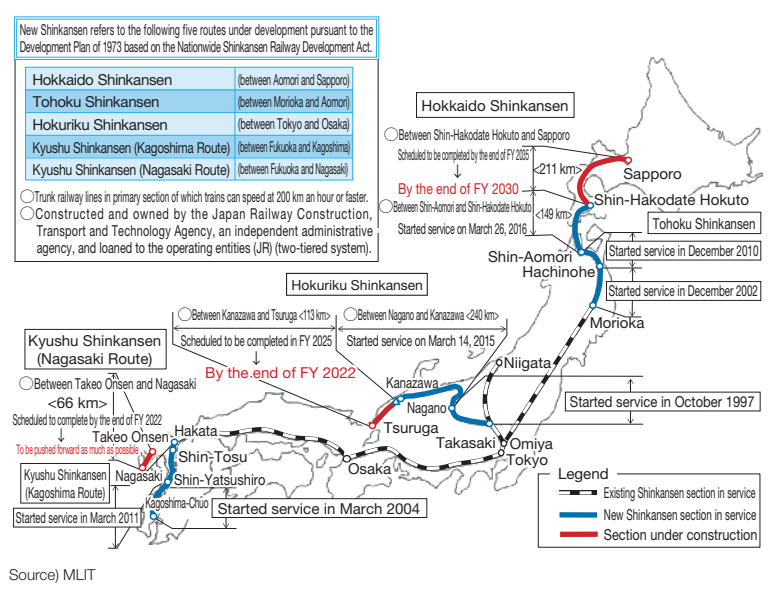 New Shinkansen refers to the following five routes under development pursuant to the
Development Plan of 1973 based on the Nationwide Shinkansen Railway Development Act.
Hokkaido Shinkansen (between Aomori and Sapporo)
Tohoku Shinkansen (between Morioka and Aomori)
Hokuriku Shinkansen (between Tokyo and Osaka)
Kyushu Shinkansen (Kagoshima Route) (between Fukuoka and Kagoshima)
Kyushu Shinkansen (Nagasaki Route) (between Fukuoka and Nagasaki)
○Trunk railway lines in primary section of which trains can speed at 200 km an hour or faster.
○Constructed and owned by the Japan Railway Construction,
Transport and Technology Agency, an independent administrative
agency, and loaned to the operating entities (JR) (two-tiered system).
Hokkaido Shinkansen
○Between Shin-Hakodate Hokuto and Sapporo
Scheduled to be completed by the end of FY 2035
↓
By the end of FY 2030
<211 km>
Sapporo
○Between Shin-Aomori and Shin-Hakodate Hokuto
Started service on March 26, 2016
<149 km>
Shin-Hakodate Hokuto
Tohoku Shinkansen
Started service in December 2010
Shin-Aomori
Hachinohe
Started service in December 2002
Morioka
Hokuriku Shinkansen
○Between Kanazawa and Tsuruga <113 km>
Scheduled to be completed in FY 2025
↓
By the end of FY 2022
○Between Nagano and Kanazawa <240 km>
Started service on March 14, 2015
Niigata
Kanazawa
Nagano
Tsuruga
Started service in October 1997
Takasaki
Omiya
Tokyo
Osaka
Kyushu Shinkansen
(Nagasaki Route)
○Between Takeo Onsen and Nagasaki
<66 km>
Scheduled to complete by the end of FY 2022
↓
To be pushed forward as much as possible
Takeo Onsen
Hakata
Shin-Tosu
Nagasaki
Shin-Yatsushiro
Kyushu Shinkansen
(Kagoshima Route)
Kagoshima-Chuo
Started service in March 2011
Started service in March 2004
Legend
Existing Shinkansen section in service
New Shinkansen section in service
Section under construction
Source) MLIT